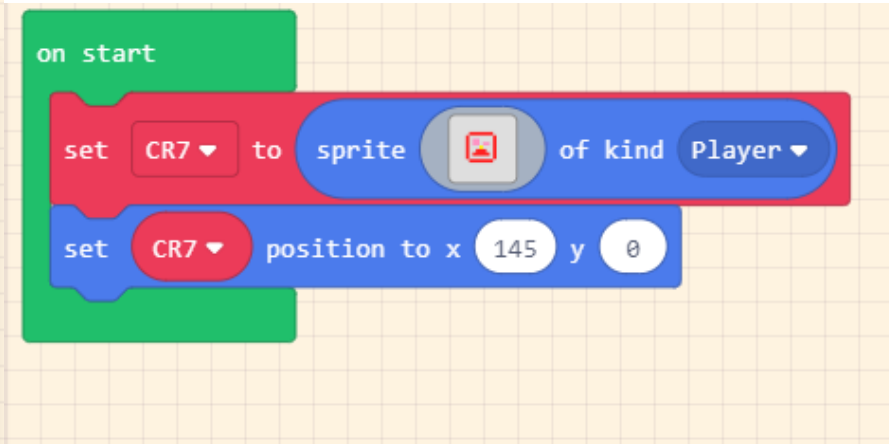 on start
set CR7 to sprite of kind Player
set CR7 position to x 145 y 0